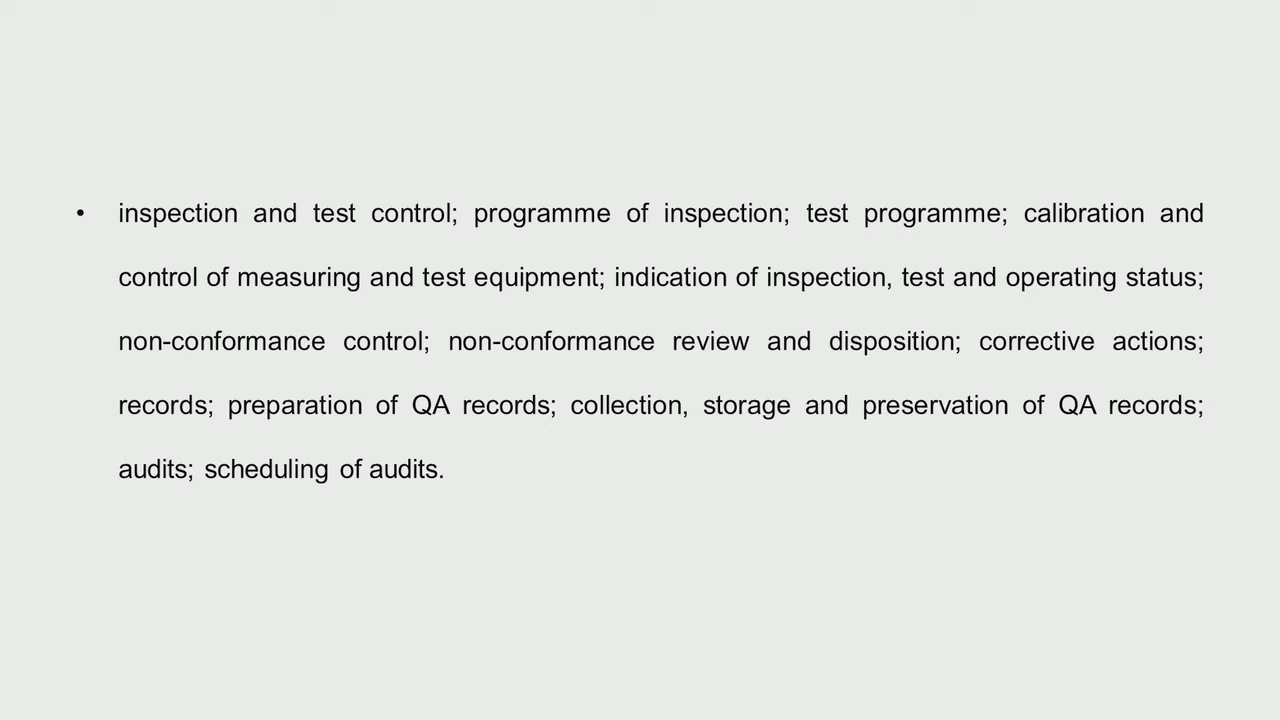 • inspection and test control; programme of inspection; test programme; calibration and
control of measuring and test equipment; indication of inspection, test and operating status;
non-conformance control; non-conformance review and disposition; corrective actions;
records; preparation of QA records; collection, storage and preservation of QA records;
audits; scheduling of audits.